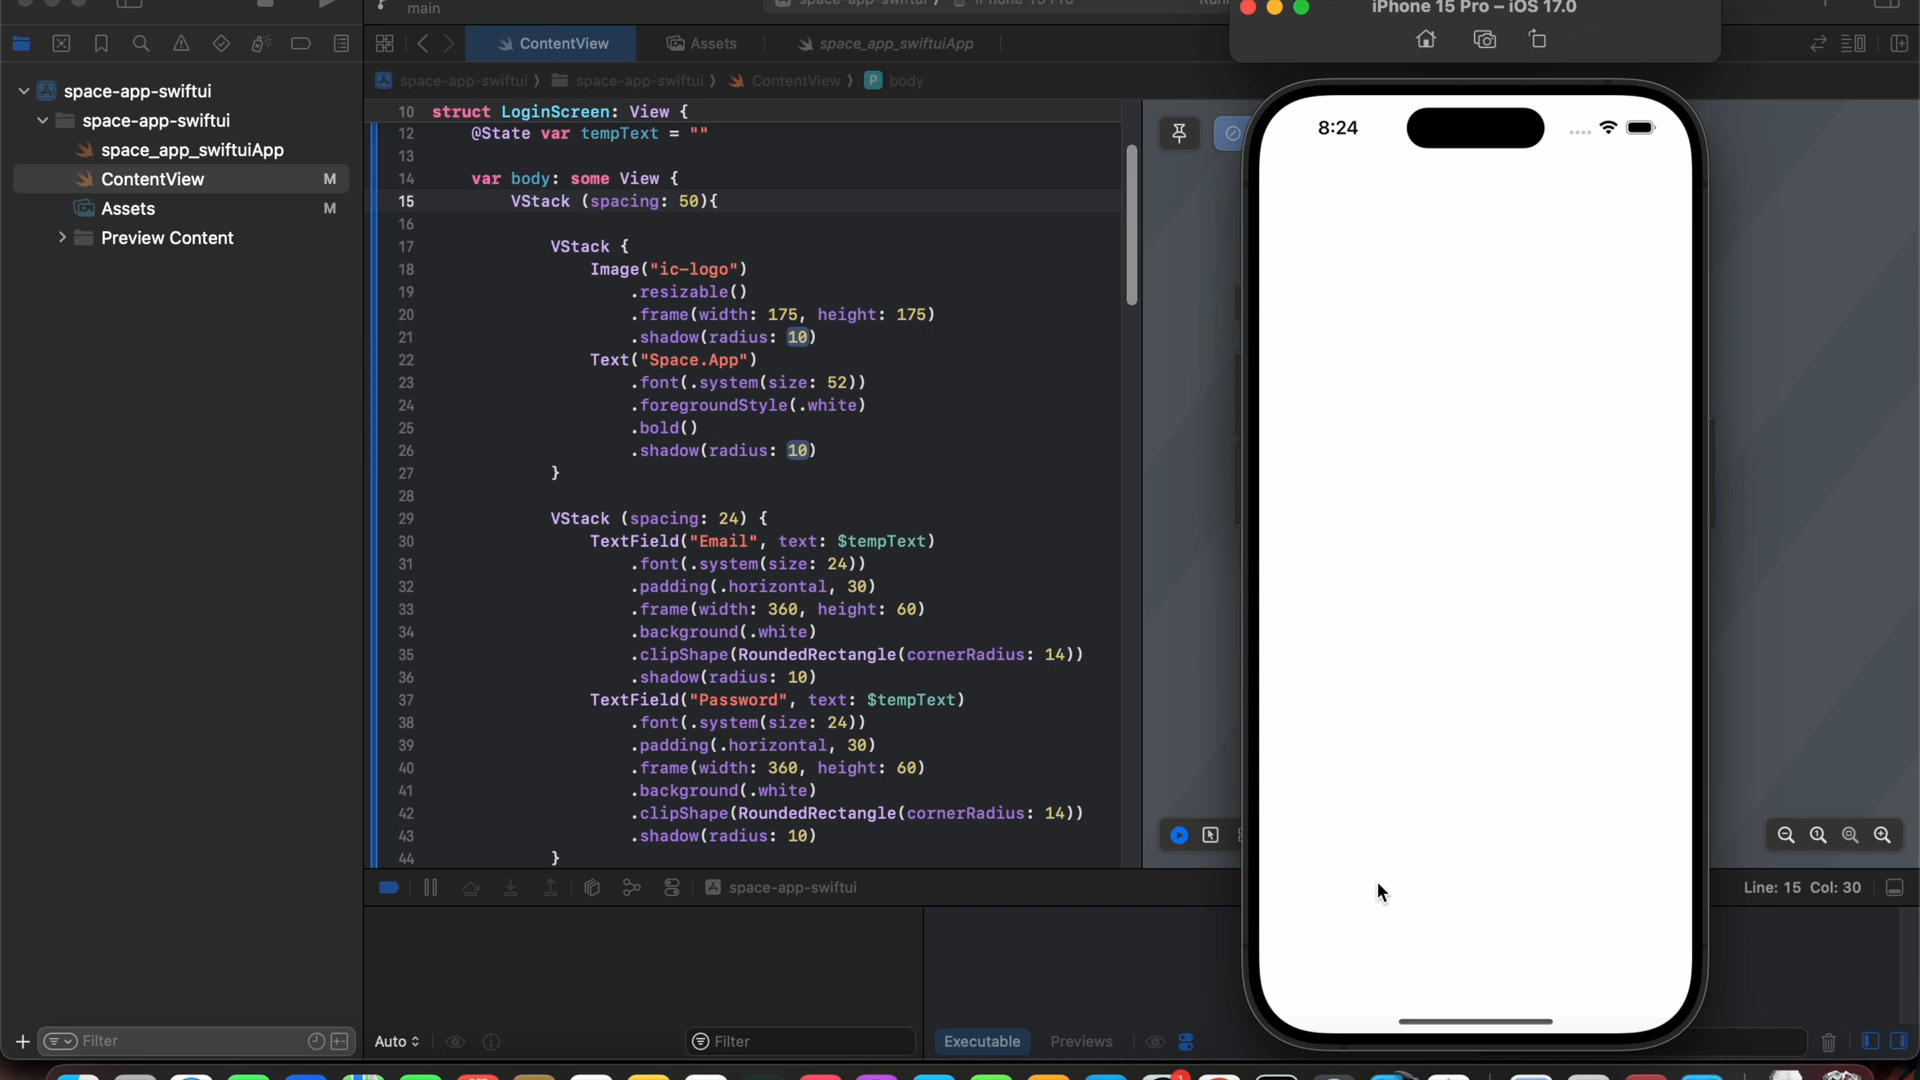 main
iPhone 15 Pro – iOS 17.0
ContentView
Assets
space_app_swiftuiApp
space-app-swiftui
space-app-swiftui
ContentView
body
space-app-swiftui
space-app-swiftui
space_app_swiftuiApp
ContentView M
Assets M
Preview Content
10 struct LoginScreen: View {
12 @State var tempText = ""
13
14 var body: some View {
15 VStack (spacing: 50){
16
17 VStack {
18 Image("ic-logo")
19 .resizable()
20 .frame(width: 175, height: 175)
21 .shadow(radius: 10)
22 Text("Space.App")
23 .font(.system(size: 52))
24 .foregroundStyle(.white)
25 .bold()
26 .shadow(radius: 10)
27 }
28
29 VStack (spacing: 24) {
30 TextField("Email", text: $tempText)
31 .font(.system(size: 24))
32 .padding(.horizontal, 30)
33 .frame(width: 360, height: 60)
34 .background(.white)
35 .clipShape(RoundedRectangle(cornerRadius: 14))
36 .shadow(radius: 10)
37 TextField("Password", text: $tempText)
38 .font(.system(size: 24))
39 .padding(.horizontal, 30)
40 .frame(width: 360, height: 60)
41 .background(.white)
42 .clipShape(RoundedRectangle(cornerRadius: 14))
43 .shadow(radius: 10)
44 }
8:24
space-app-swiftui
Line: 15 Col: 30
Filter
Auto
Filter
Executable
Previews